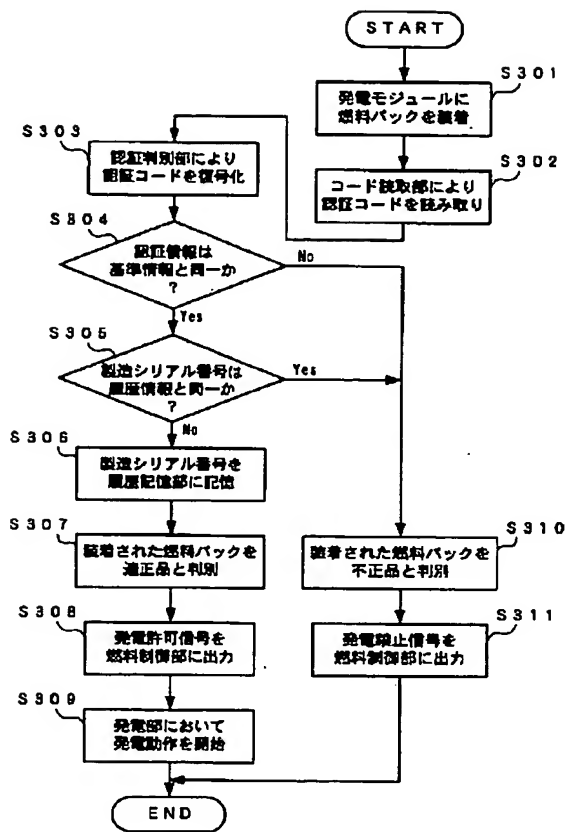 START
S301
発電モジュールに
燃料パックを装着
S302
コード読取部により
認証コードを読み取り
S303
認証判別部により
認証コードを復号化
S304
認証情報は
基準情報と同一か
?
No
Yes
S305
製造シリアル番号は
履歴情報と同一か
?
Yes
No
S306
製造シリアル番号を
履歴記憶部に記憶
S307
装着された燃料パックを
適正品と判別
S308
発電許可信号を
燃料制御部に出力
S309
発電部において
発電動作を開始
S310
装着された燃料パックを
不正品と判別
S311
発電禁止信号を
燃料制御部に出力
END